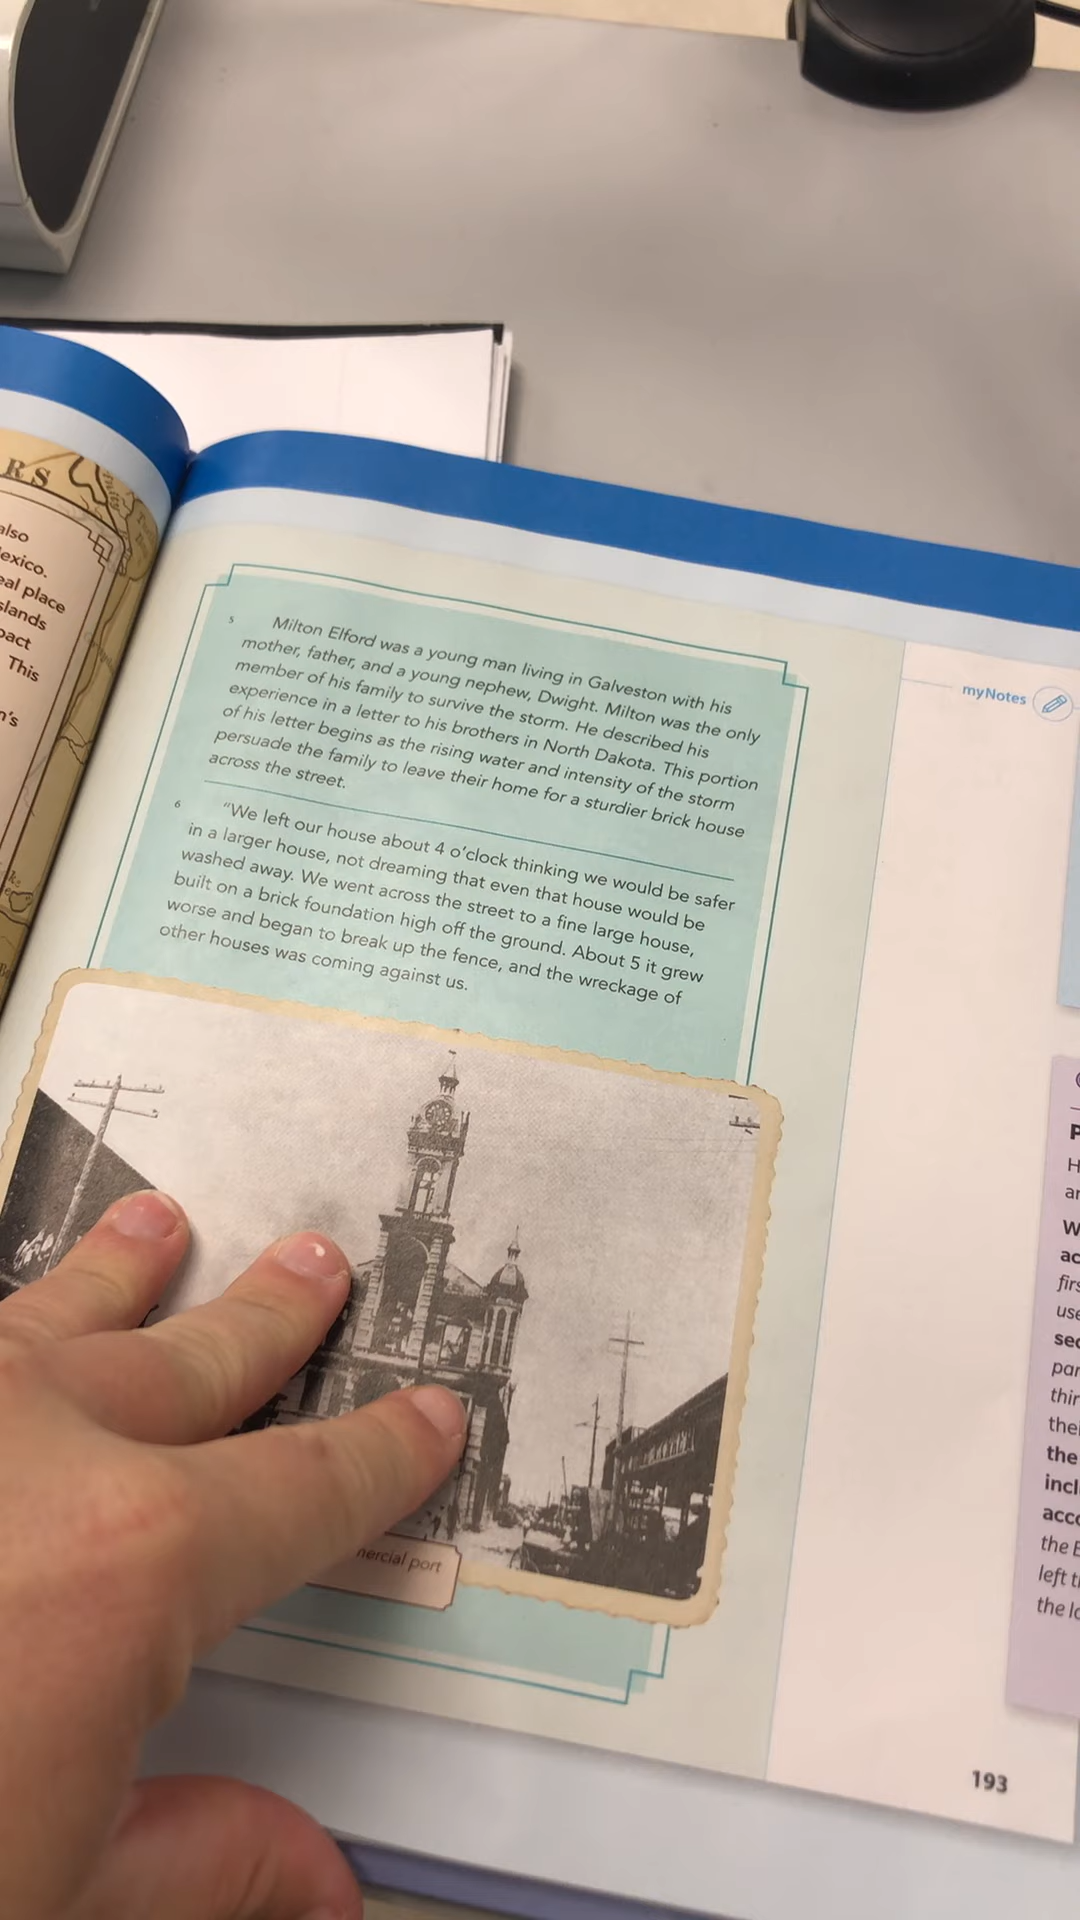 RS
also
exico.
eal place
slands
pact
This
n's
5 Milton Elford was a young man living in Galveston with his
mother, father, and a young nephew, Dwight. Milton was the only
member of his family to survive the storm. He described his
experience in a letter to his brothers in North Dakota. This portion
of his letter begins as the rising water and intensity of the storm
persuade the family to leave their home for a sturdier brick house
across the street.
6 "We left our house about 4 o'clock thinking we would be safer
in a larger house, not dreaming that even that house would be
washed away. We went across the street to a fine large house,
built on a brick foundation high off the ground. About 5 it grew
worse and began to break up the fence, and the wreckage of
other houses was coming against us.
mercial port
myNotes
P
H
ar
W
ac
firs
use
sec
par
thir
the
the
incl
acco
the E
left t
the lo
193